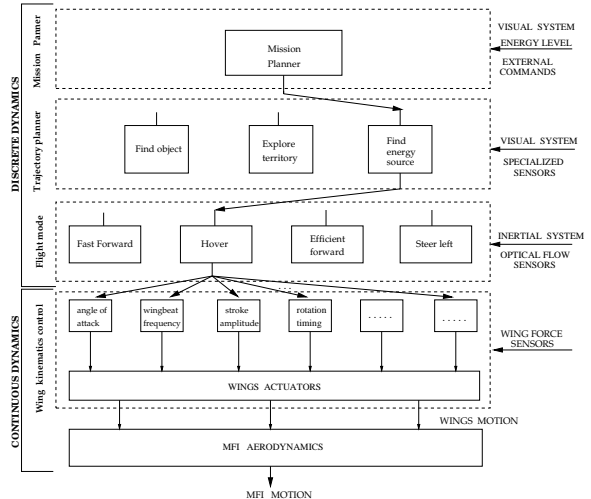 DISCRETE DYNAMICS
CONTINUOUS DYNAMICS
Mission Panner
Mission
Planner
VISUAL SYSTEM
ENERGY LEVEL
EXTERNAL
COMMANDS
Trajectory planner
Find object
Explore
territory
Find
energy
source
VISUAL SYSTEM
SPECIALIZED
SENSORS
Flight mode
Fast Forward
Hover
Efficient
forward
Steer left
INERTIAL SYSTEM
OPTICAL FLOW
SENSORS
Wing kinematics control
. . .
angle of
attack
wingbeat
frequency
stroke
amplitude
rotation
timing
. . . . .
. . . . .
WING FORCE
SENSORS
WINGS ACTUATORS
WINGS MOTION
MFI AERODYNAMICS
MFI MOTION